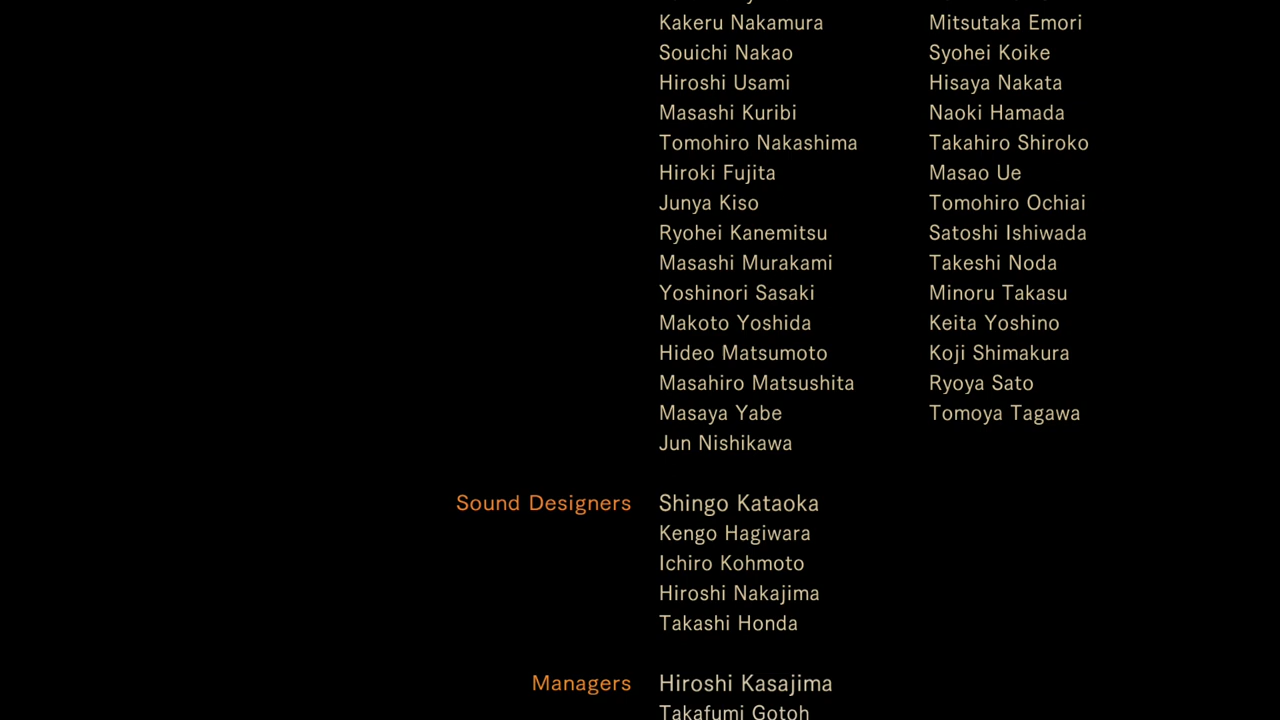 Kakeru Nakamura Mitsutaka Emori
Souichi Nakao Syohei Koike
Hiroshi Usami Hisaya Nakata
Masashi Kuribi Naoki Hamada
Tomohiro Nakashima Takahiro Shiroko
Hiroki Fujita Masao Ue
Junya Kiso Tomohiro Ochiai
Ryohei Kanemitsu Satoshi Ishiwada
Masashi Murakami Takeshi Noda
Yoshinori Sasaki Minoru Takasu
Makoto Yoshida Keita Yoshino
Hideo Matsumoto Koji Shimakura
Masahiro Matsushita Ryoya Sato
Masaya Yabe Tomoya Tagawa
Jun Nishikawa
Sound Designers Shingo Kataoka
Kengo Hagiwara
Ichiro Kohmoto
Hiroshi Nakajima
Takashi Honda
Managers Hiroshi Kasajima
Takafumi Gotoh